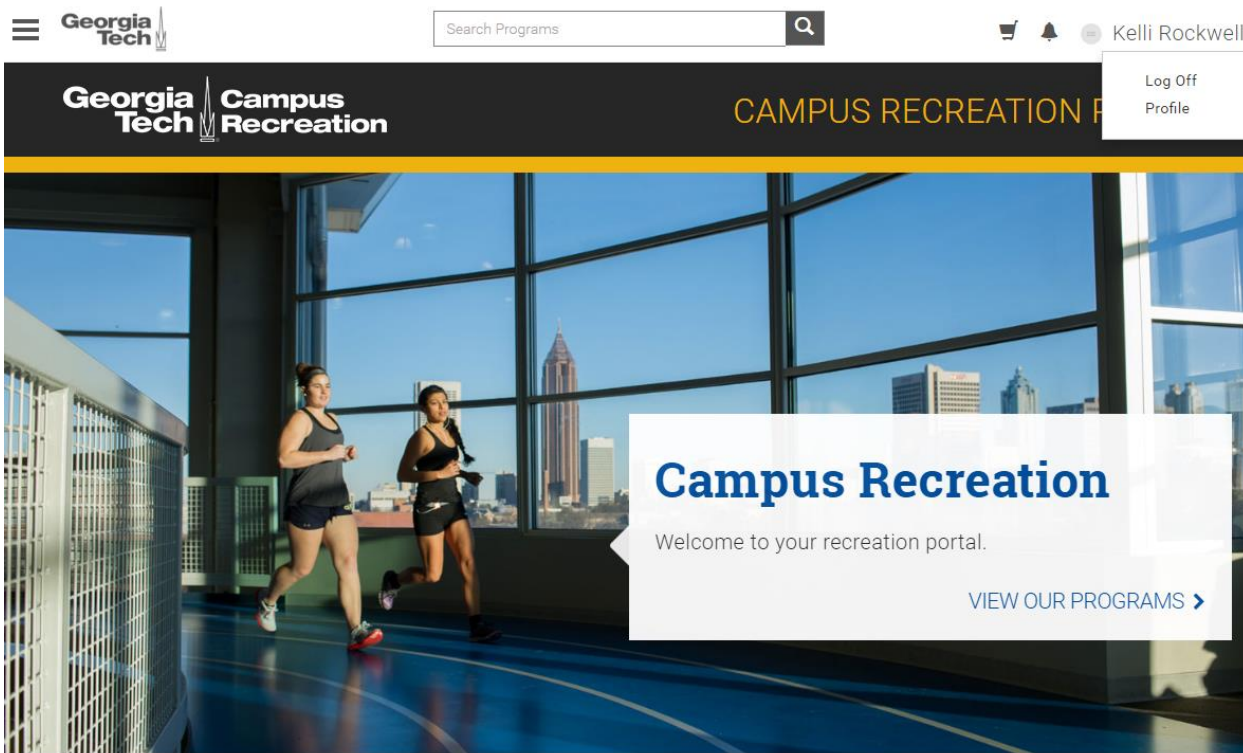 Georgia
Tech
Search Programs
Kelli Rockwell
Log Off
Profile
Georgia Campus
Tech Recreation
CAMPUS RECREATION
Campus Recreation
Welcome to your recreation portal.
VIEW OUR PROGRAMS